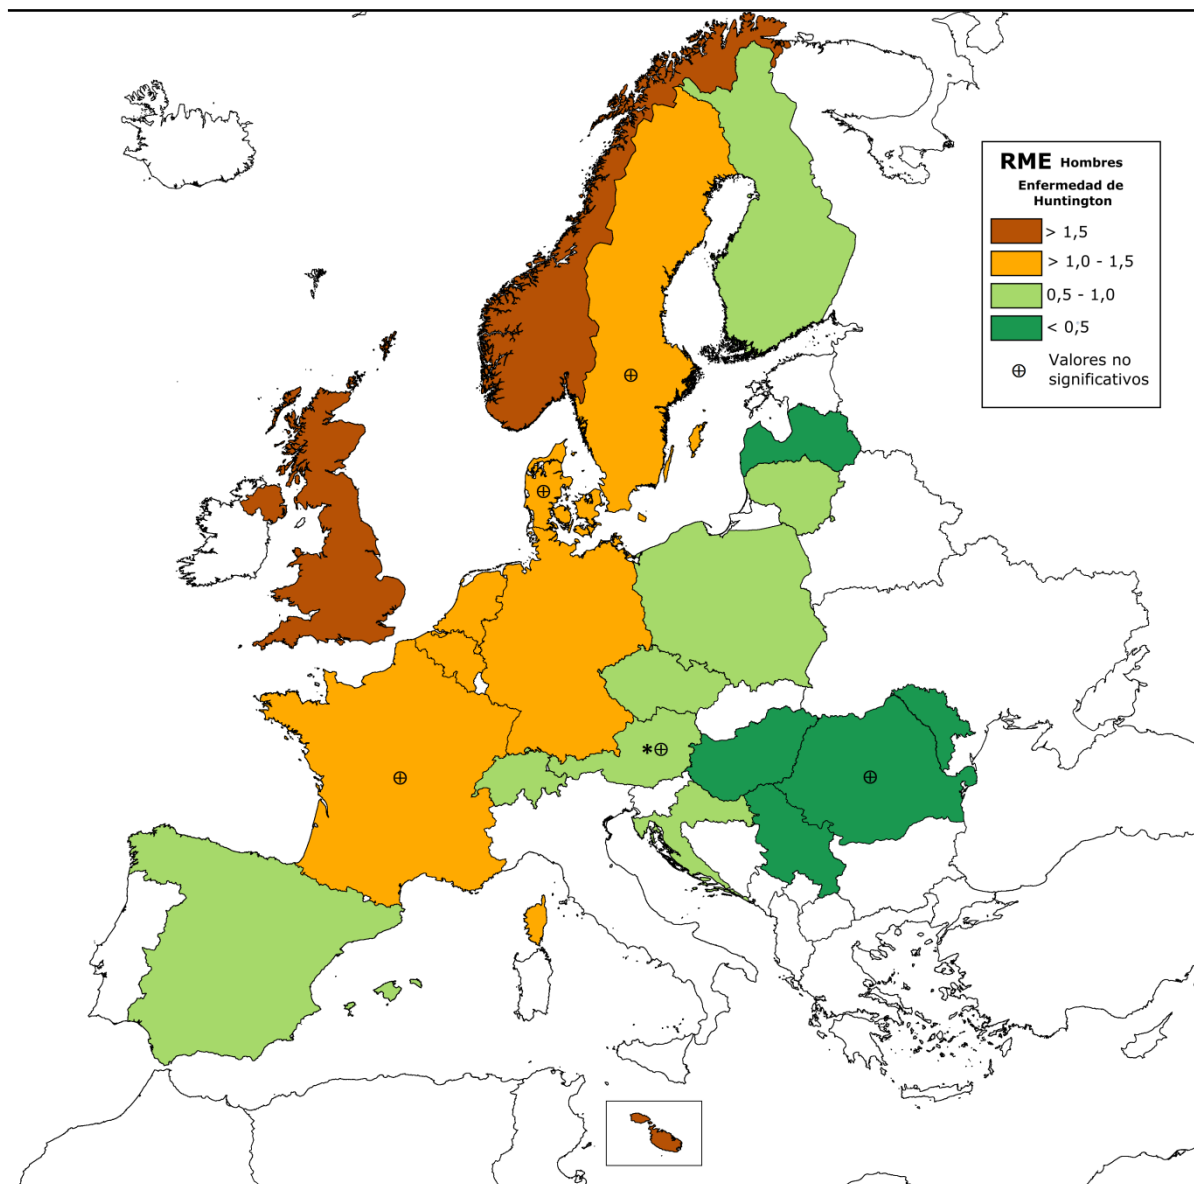 RME Hombres
Enfermedad de
Huntington
> 1,5
> 1,0 - 1,5
0,5 - 1,0
< 0,5
Valores no
significativos
*